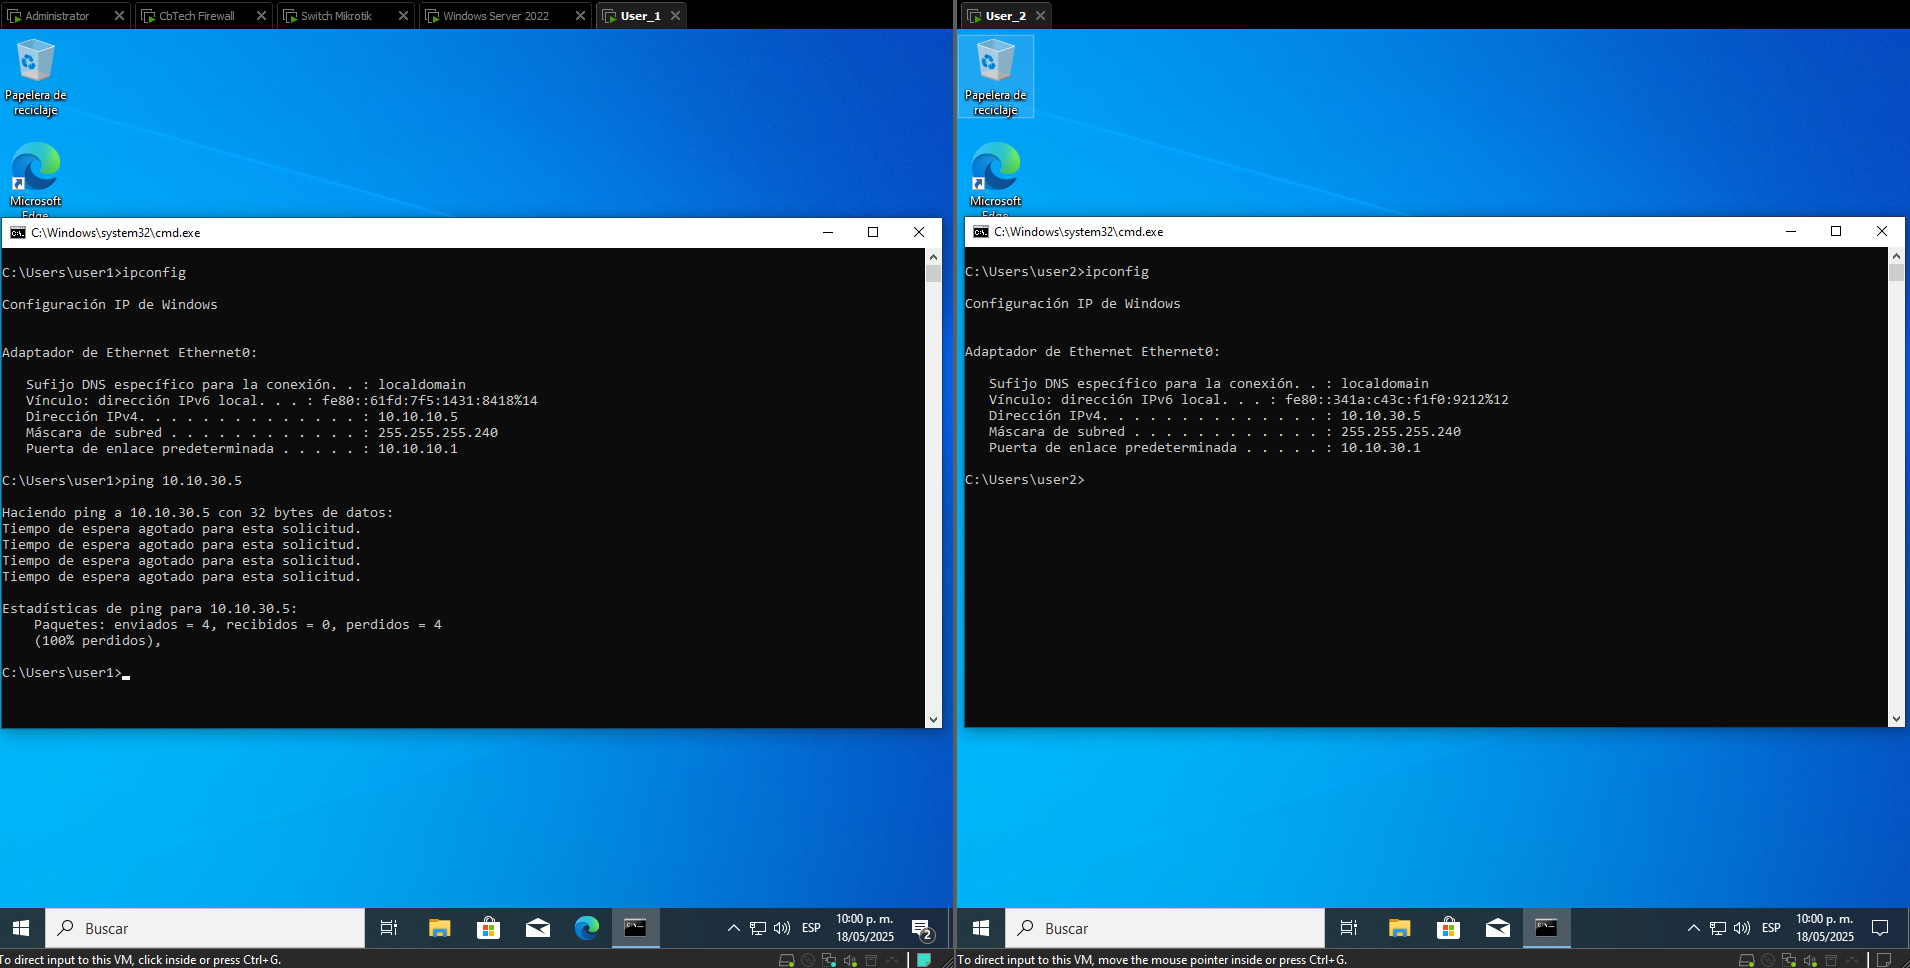 Administrator
CbTech Firewall
Switch Mikrotik
Windows Server 2022
User_1
Papelera de
reciclaje
Microsoft
Edge
C:\Windows\system32\cmd.exe
C:\Users\user1>ipconfig
Configuración IP de Windows
Adaptador de Ethernet Ethernet0:
Sufijo DNS específico para la conexión. . : localdomain
Vínculo: dirección IPv6 local. . . : fe80::61fd:7f5:1431:8418%14
Dirección IPv4. . . . . . . . . . . . . . : 10.10.10.5
Máscara de subred . . . . . . . . . . . . : 255.255.255.240
Puerta de enlace predeterminada . . . . . : 10.10.10.1
C:\Users\user1>ping 10.10.30.5
Haciendo ping a 10.10.30.5 con 32 bytes de datos:
Tiempo de espera agotado para esta solicitud.
Tiempo de espera agotado para esta solicitud.
Tiempo de espera agotado para esta solicitud.
Tiempo de espera agotado para esta solicitud.
Estadísticas de ping para 10.10.30.5:
Paquetes: enviados = 4, recibidos = 0, perdidos = 4
(100% perdidos),
C:\Users\user1>
Buscar
ESP
10:00 p. m.
18/05/2025
2
To direct input to this VM, click inside or press Ctrl+G.
User_2
Papelera de
reciclaje
Microsoft
Edge
C:\Windows\system32\cmd.exe
C:\Users\user2>ipconfig
Configuración IP de Windows
Adaptador de Ethernet Ethernet0:
Sufijo DNS específico para la conexión. . : localdomain
Vínculo: dirección IPv6 local. . . : fe80::341a:c43c:f1f0:9212%12
Dirección IPv4. . . . . . . . . . . . . . : 10.10.30.5
Máscara de subred . . . . . . . . . . . . : 255.255.255.240
Puerta de enlace predeterminada . . . . . : 10.10.30.1
C:\Users\user2>
Buscar
ESP
10:00 p. m.
18/05/2025
To direct input to this VM, move the mouse pointer inside or press Ctrl+G.